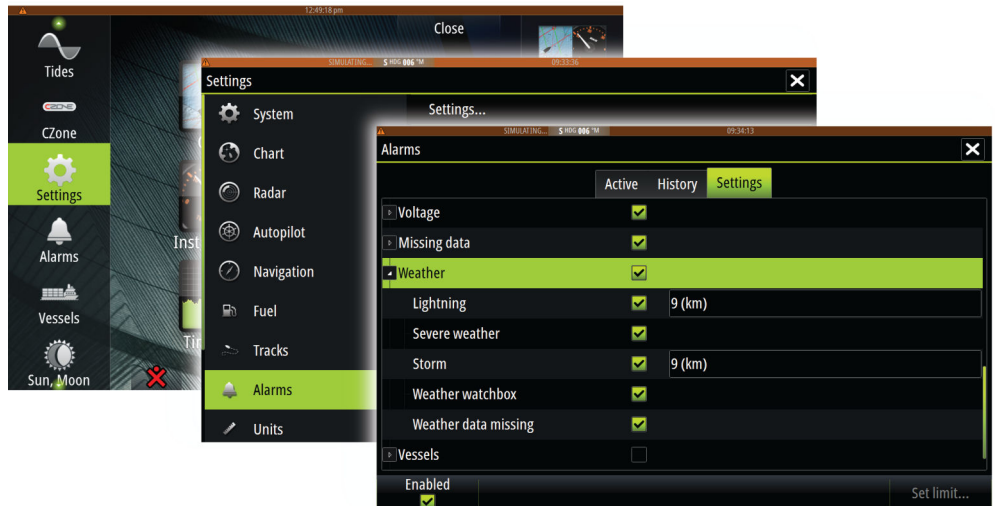 12:49:18 pm
Close
Tides
CZONE
CZone
Settings
Alarms
Vessels
Sun, Moon
Inst
Tir
SIMULATING... S HDG 006 °M 09:33:36
Settings
System
Settings...
Chart
Radar
Autopilot
Navigation
Fuel
Tracks
Alarms
Units
SIMULATING... S HDG 006 °M 09:34:13
Alarms
Active History Settings
Voltage
Missing data
Weather
Lightning 9 (km)
Severe weather
Storm 9 (km)
Weather watchbox
Weather data missing
Vessels
Enabled
Set limit...